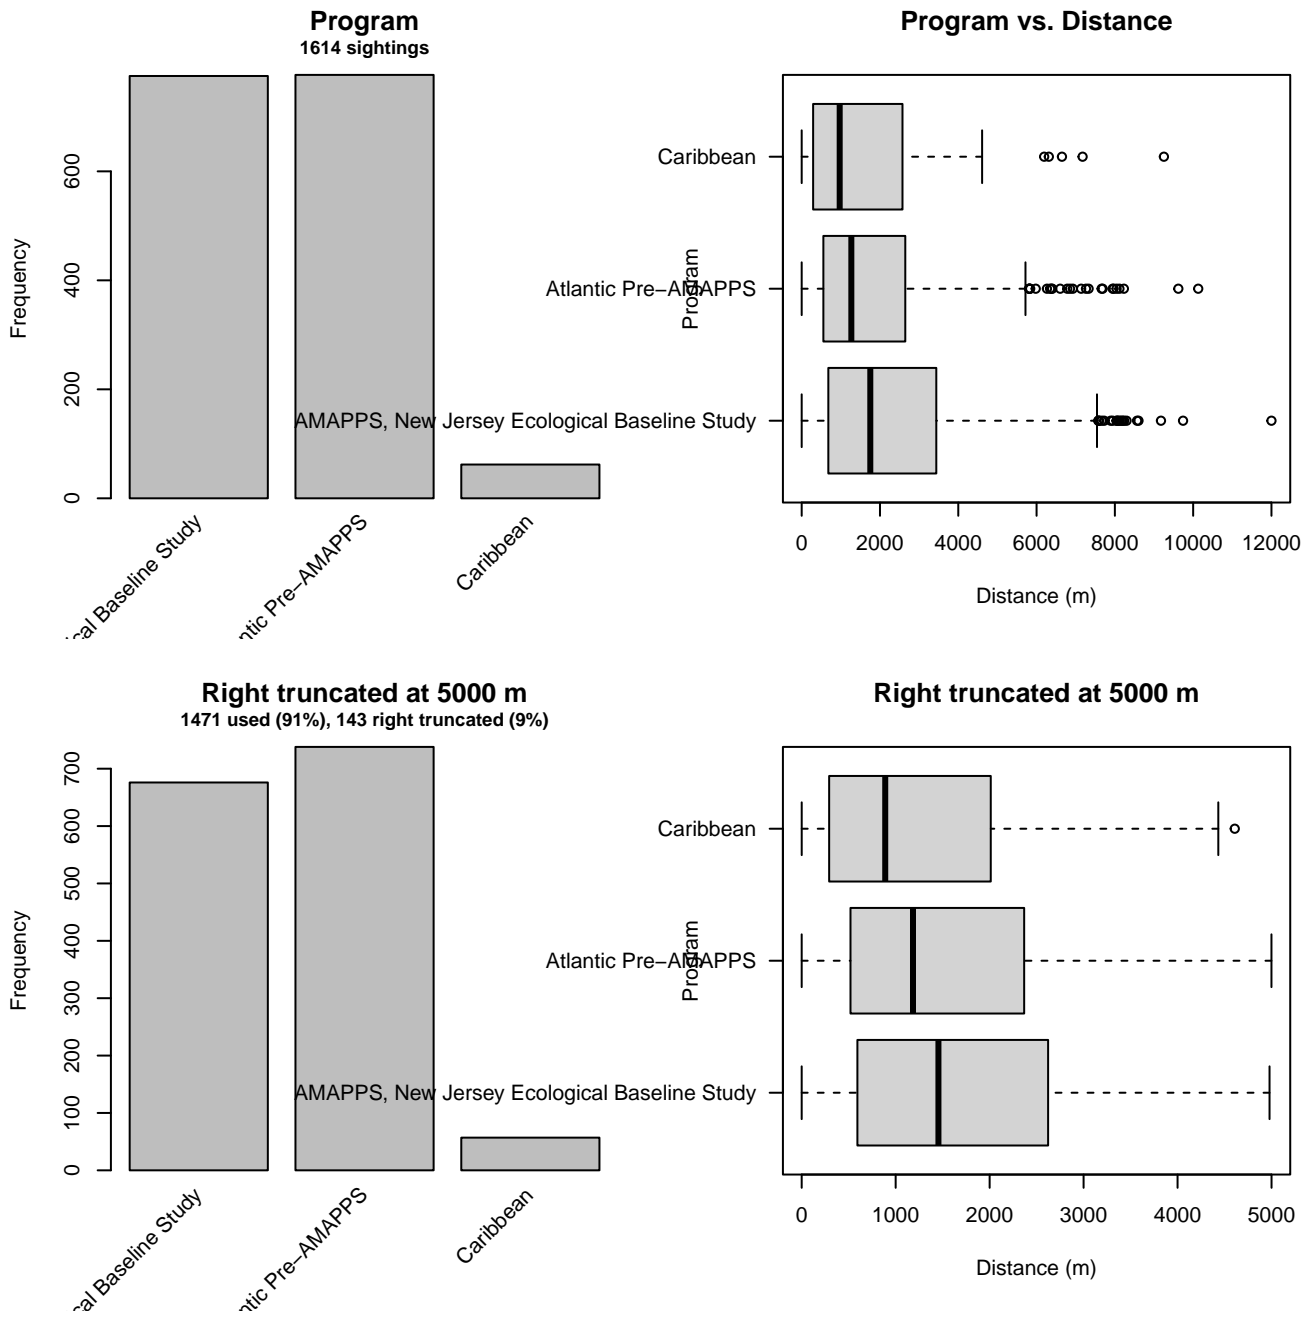 Program
1614 sightings
Frequency
0
200
400
600
Baseline Study
Pre−AMAPPS
Caribbean
Program vs. Distance
Program
Caribbean
Atlantic Pre−AMAPPS
AMAPPS, New Jersey Ecological Baseline Study
0 2000 4000 6000 8000 10000 12000
Distance (m)
Right truncated at 5000 m
1471 used (91%), 143 right truncated (9%)
Frequency
0
100
200
300
400
500
600
700
Baseline Study
Pre−AMAPPS
Caribbean
Right truncated at 5000 m
Program
Caribbean
Atlantic Pre−AMAPPS
AMAPPS, New Jersey Ecological Baseline Study
0 1000 2000 3000 4000 5000
Distance (m)